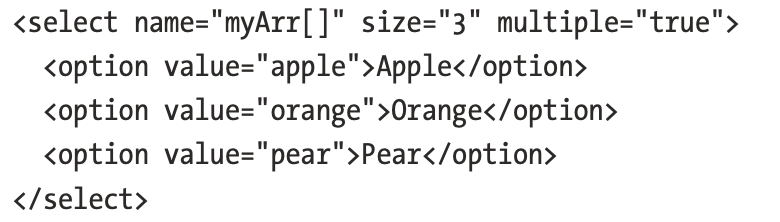 <select name="myArr[]" size="3" multiple="true">
  <option value="apple">Apple</option>
  <option value="orange">Orange</option>
  <option value="pear">Pear</option>
</select>